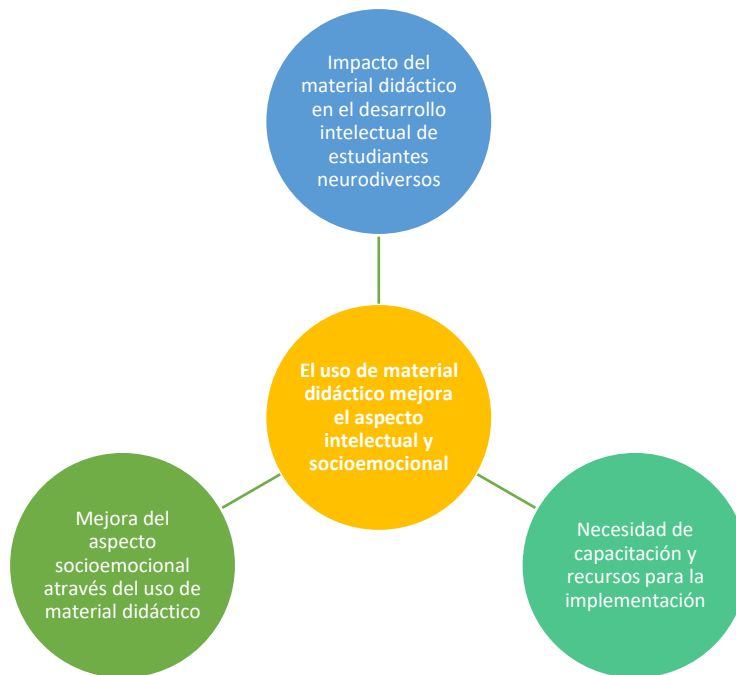 Impacto del
material didáctico
en el desarrollo
intelectual de
estudiantes
neurodiversos
El uso de material
didáctico mejora
el aspecto
intelectual y
socioemocional
Mejora del
aspecto
socioemocional
através del uso de
material didáctico
Necesidad de
capacitación y
recursos para la
implementación